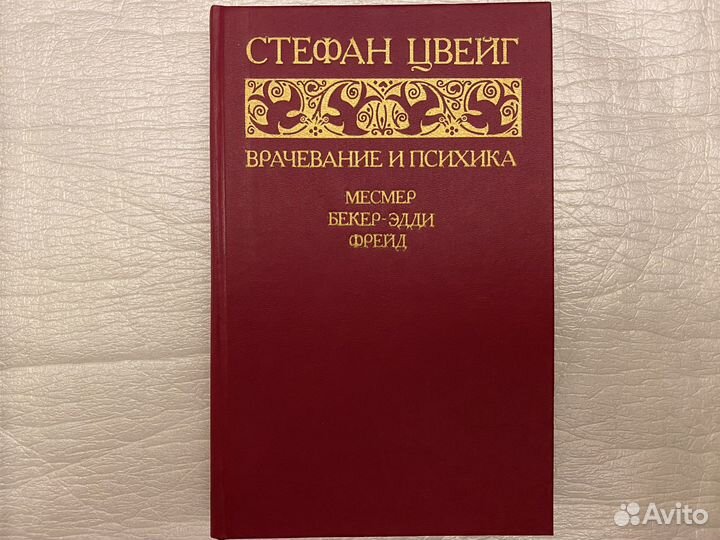 СТЕФАН ЦВЕЙГ
ВРАЧЕВАНИЕ И ПСИХИКА
МЕСМЕР
БЕКЕР-ЭДДИ
ФРЕЙД
Avito